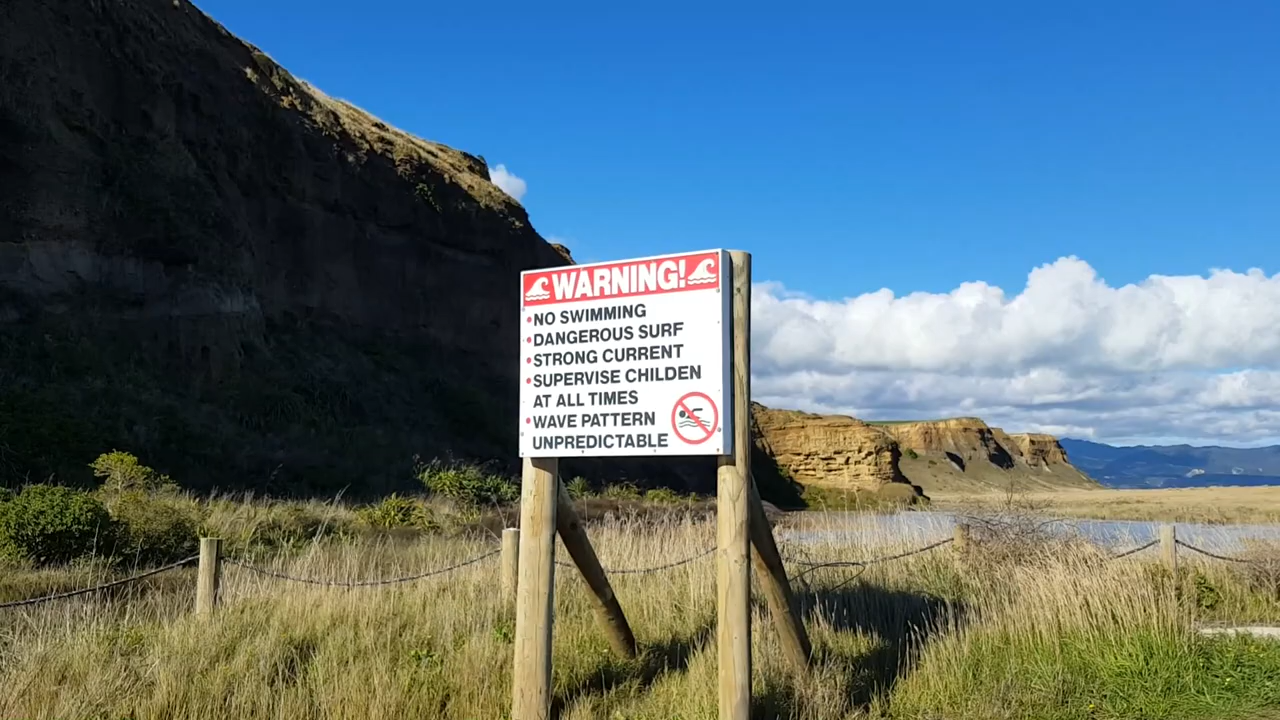 WARNING!
• NO SWIMMING
• DANGEROUS SURF
• STRONG CURRENT
• SUPERVISE CHILDEN
AT ALL TIMES
• WAVE PATTERN
UNPREDICTABLE